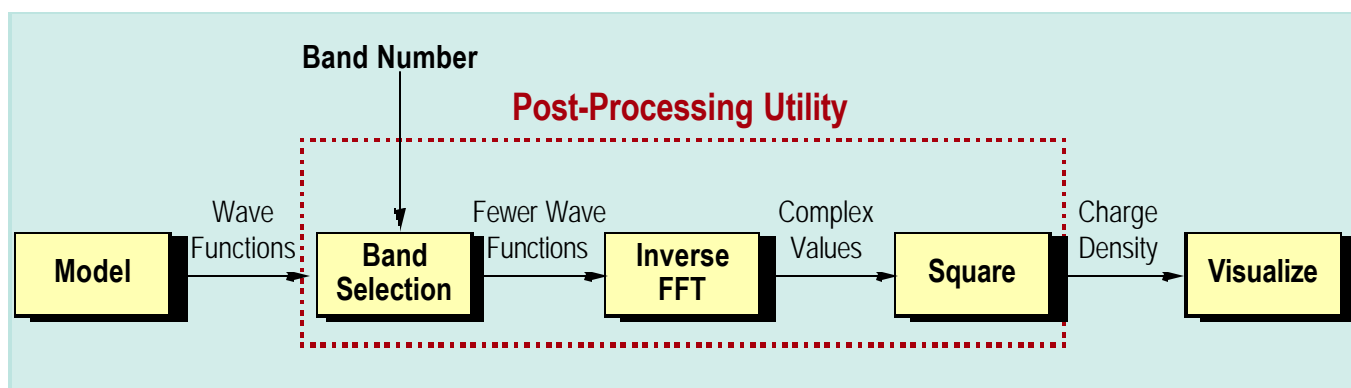 Band Number
Post-Processing Utility
Wave
Functions
Fewer Wave
Functions
Complex
Values
Charge
Density
Model
Band
Selection
Inverse
FFT
Square
Visualize